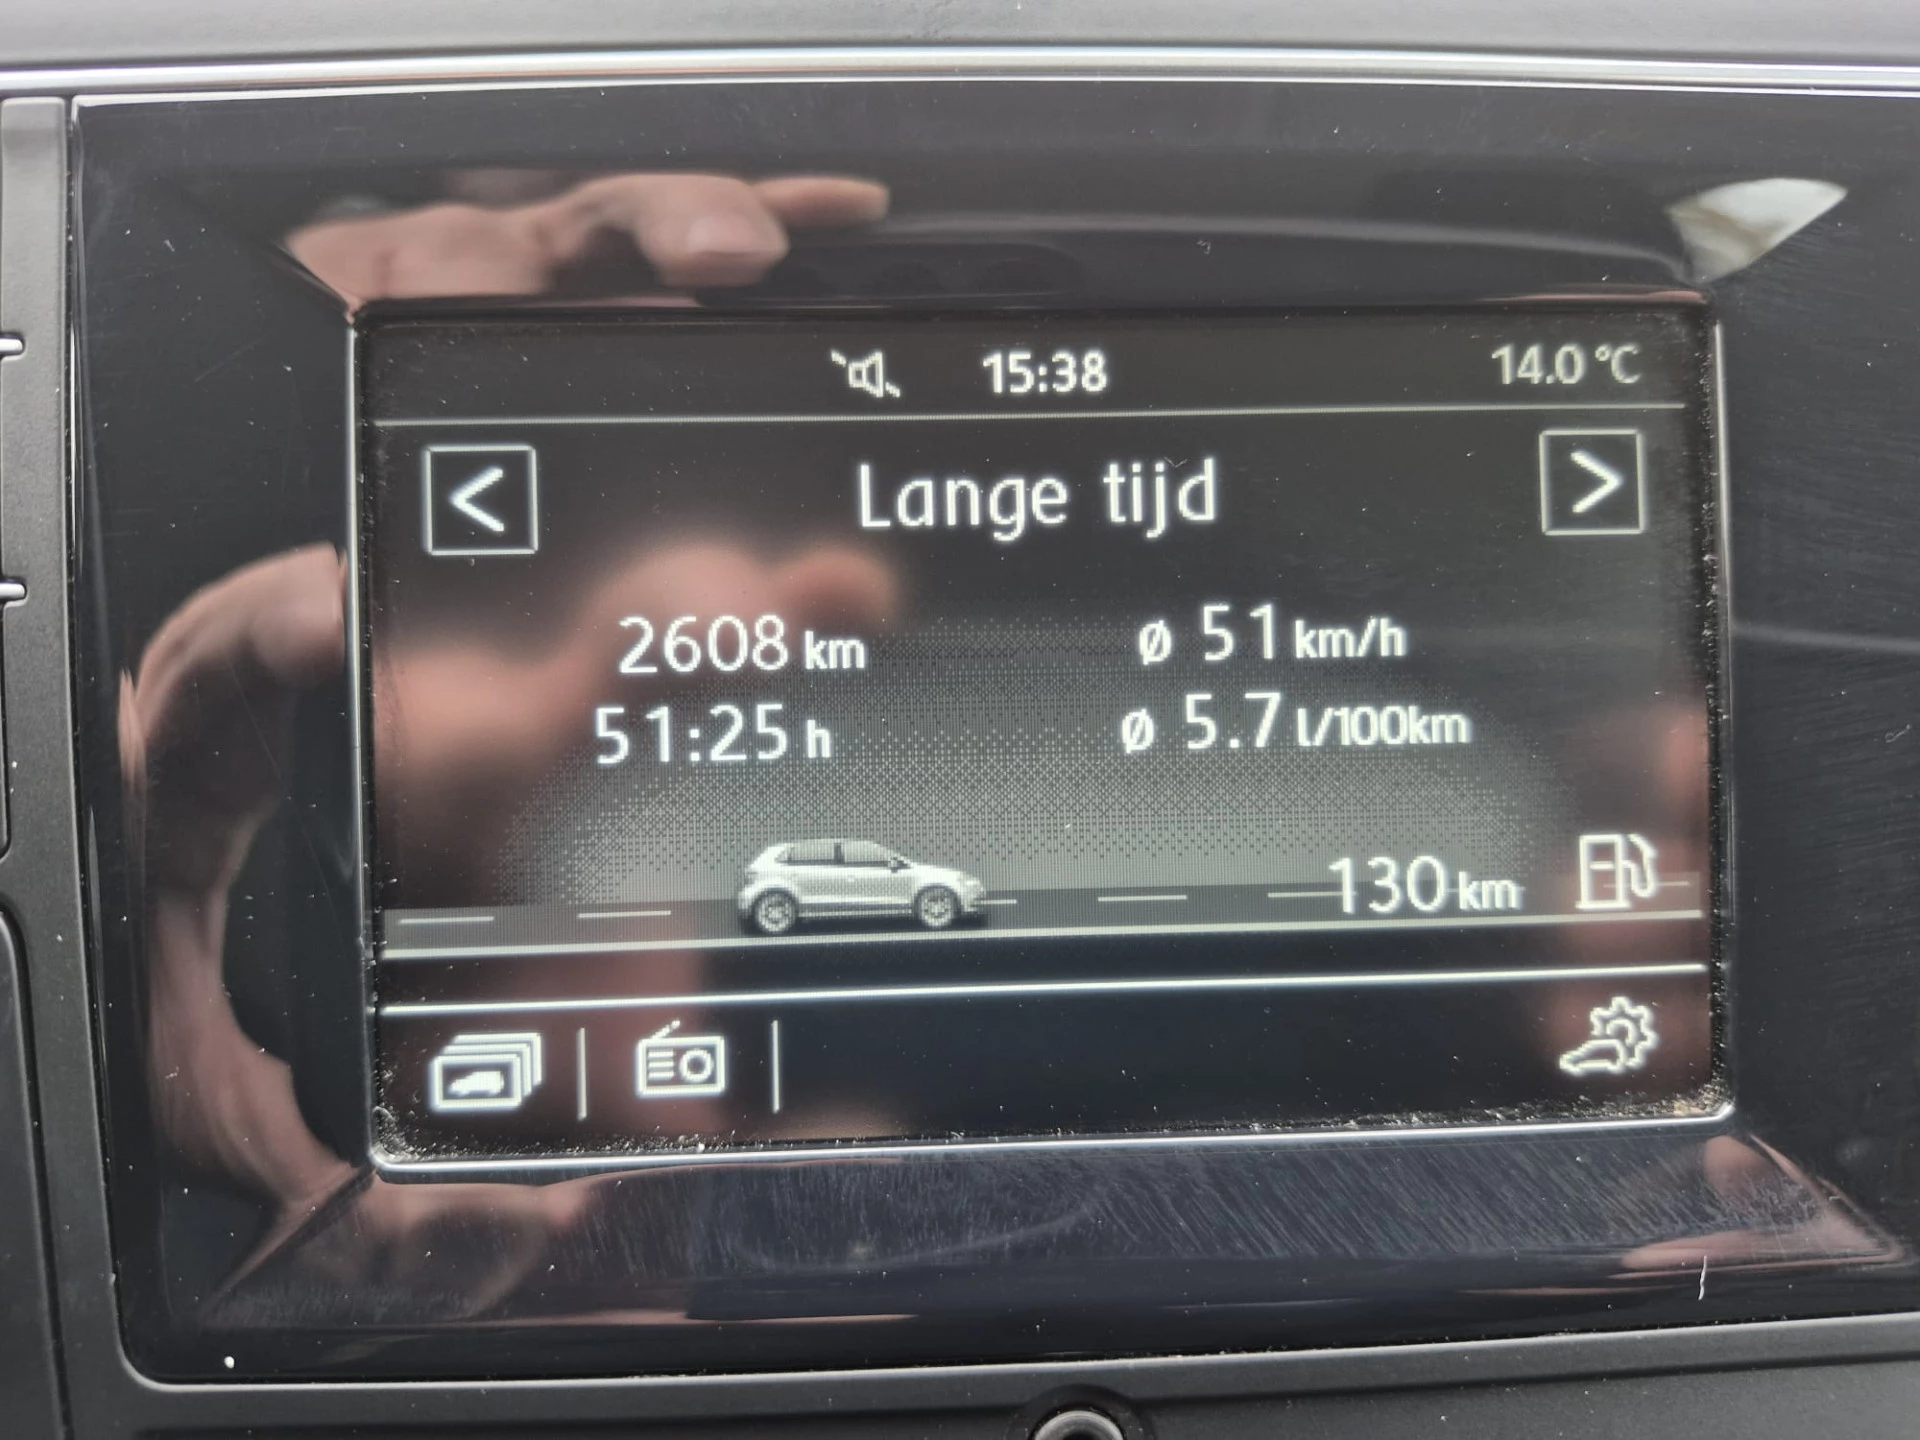 15:38 14.0 °C
< Lange tijd >
2608 km ø 51 km/h
51:25 h ø 5.7 l/100km
130 km